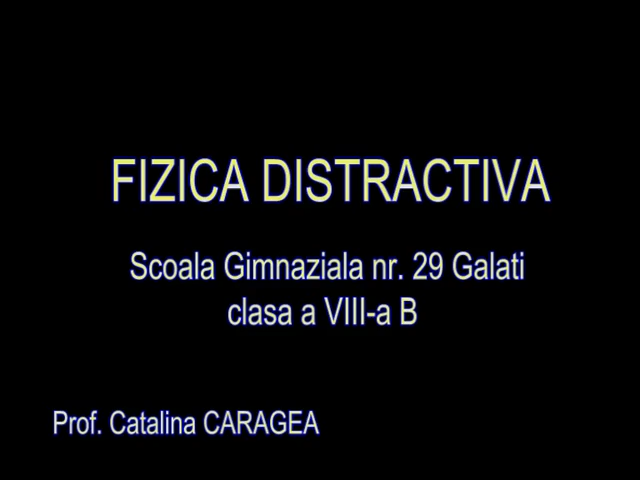 FIZICA DISTRACTIVA
Scoala Gimnaziala nr. 29 Galati
clasa a VIII-a B
Prof. Catalina CARAGEA